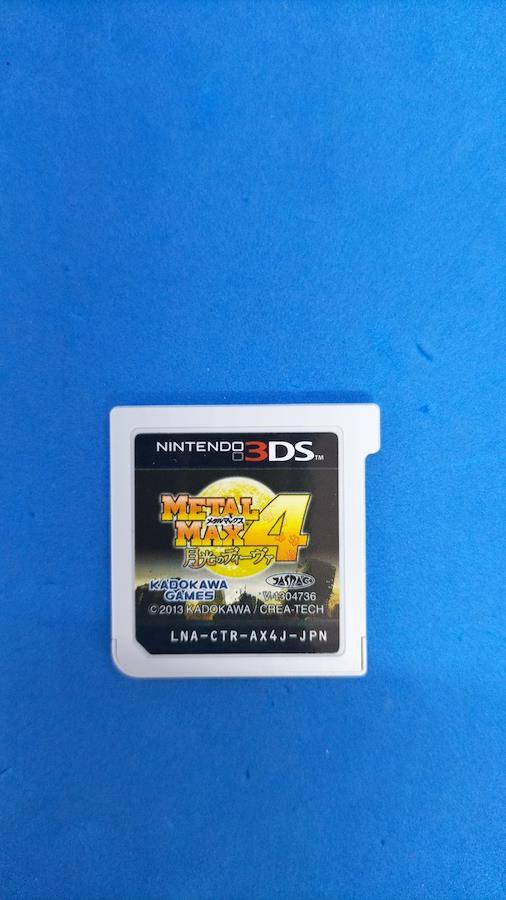 NINTENDO 3DS™
METAL
メタルマックス
MAX 4
月光のディーヴァ
KADOKAWA
GAMES
JASRAC
V-1304736
©2013 KADOKAWA / CREA-TECH
LNA-CTR-AX4J-JPN